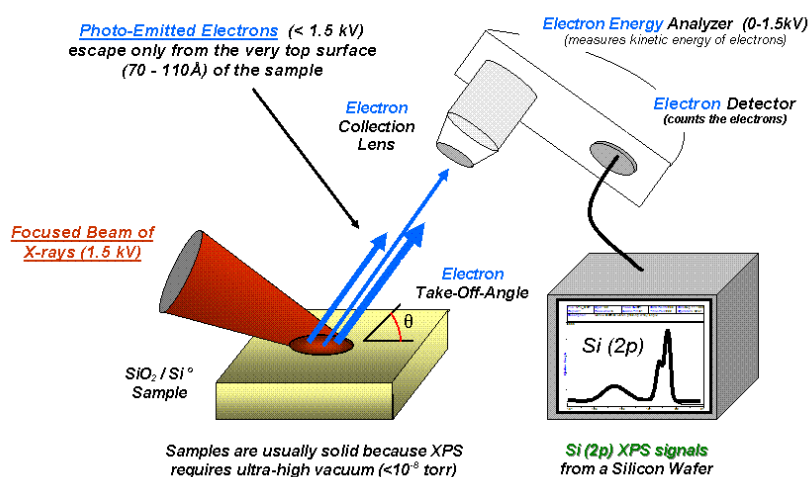 Photo-Emitted Electrons (< 1.5 kV)
escape only from the very top surface
(70 - 110Å) of the sample
Electron Energy Analyzer (0-1.5kV)
(measures kinetic energy of electrons)
Electron Detector
(counts the electrons)
Electron
Collection
Lens
Focused Beam of
X-rays (1.5 kV)
Electron
Take-Off-Angle
θ
Si (2p)
SiO₂ / Si °
Sample
Samples are usually solid because XPS
requires ultra-high vacuum (<10⁻⁸ torr)
Si (2p) XPS signals
from a Silicon Wafer